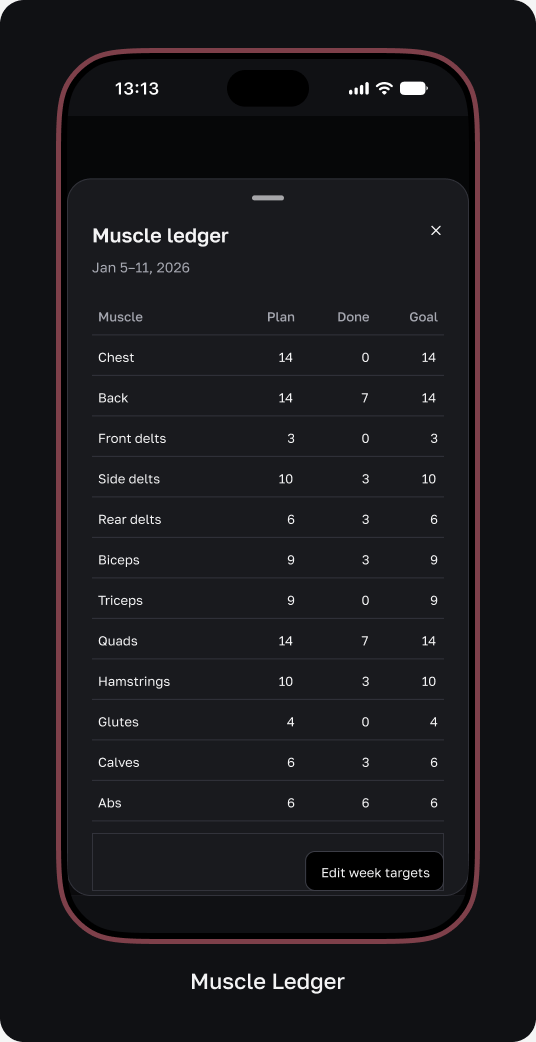 13:13
Muscle ledger
Jan 5–11, 2026
Muscle Plan Done Goal
Chest 14 0 14
Back 14 7 14
Front delts 3 0 3
Side delts 10 3 10
Rear delts 6 3 6
Biceps 9 3 9
Triceps 9 0 9
Quads 14 7 14
Hamstrings 10 3 10
Glutes 4 0 4
Calves 6 3 6
Abs 6 6 6
Edit week targets
Muscle Ledger